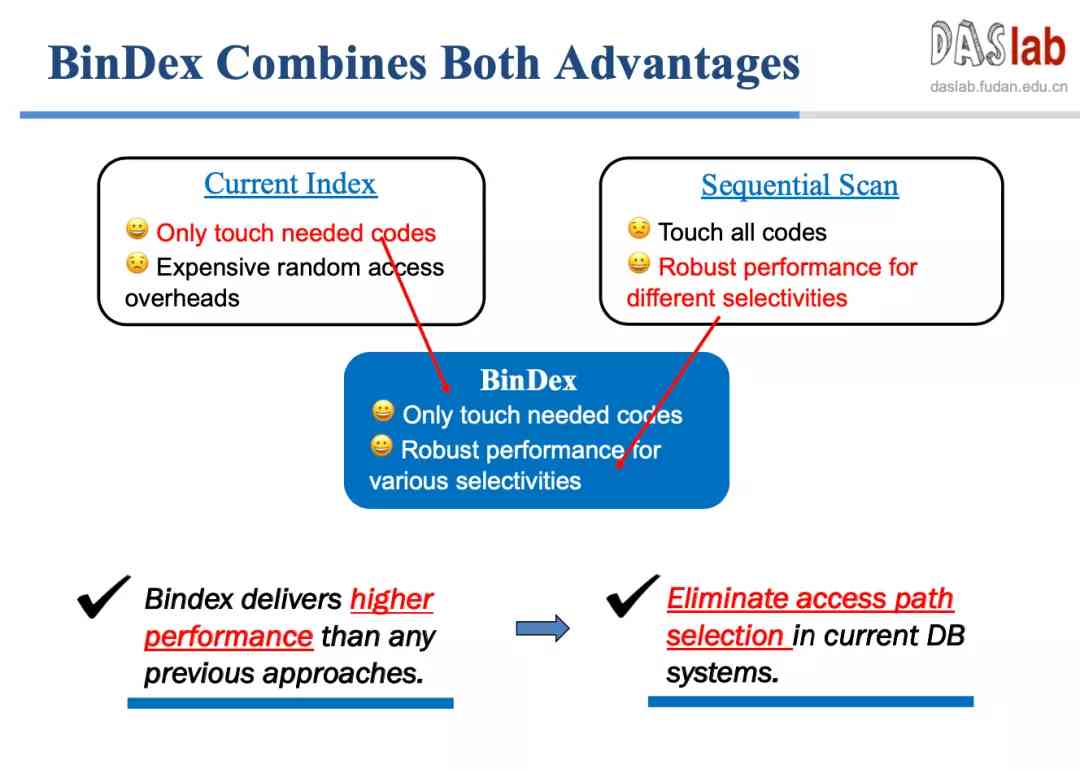 BinDex Combines Both Advantages
DASlab
daslab.fudan.edu.cn
Current Index
😀 Only touch needed codes
😟 Expensive random access
overheads
Sequential Scan
😟 Touch all codes
😀 Robust performance for
different selectivities
BinDex
😀 Only touch needed codes
😀 Robust performance for
various selectivities
✓ Bindex delivers higher
performance than any
previous approaches.
✓ Eliminate access path
selection in current DB
systems.